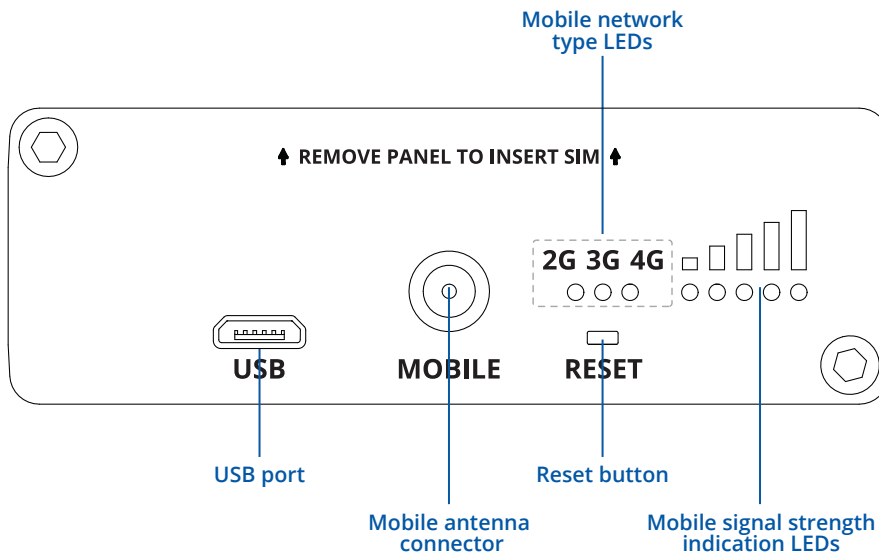 Mobile network
type LEDs
REMOVE PANEL TO INSERT SIM
2G 3G 4G
USB
MOBILE
RESET
USB port
Reset button
Mobile antenna
connector
Mobile signal strength
indication LEDs